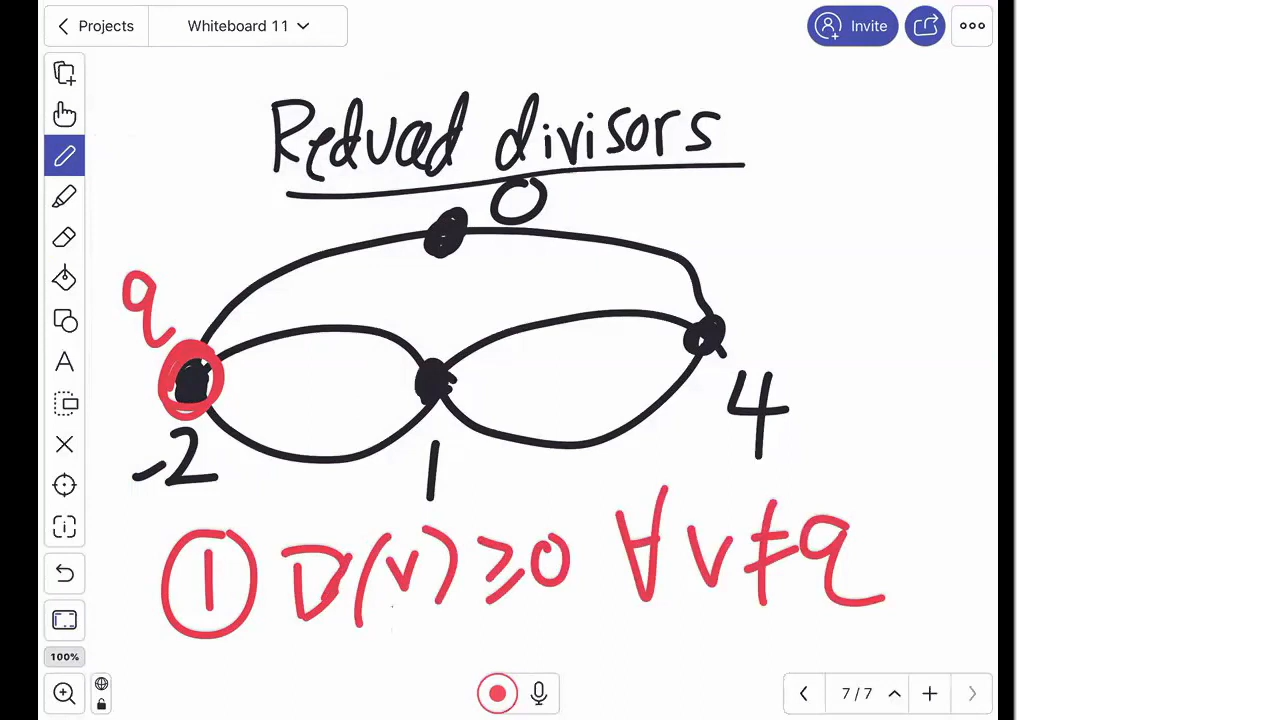 Projects
Whiteboard 11
Invite
Reduced divisors
0
q
-2
1
4
① D(v) ≥ 0 ∀ v ≠ q
A
100%
7 / 7